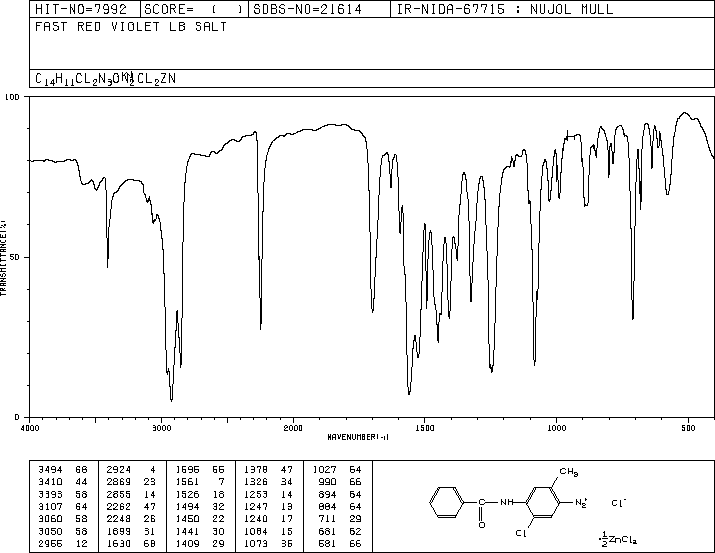 HIT-NO=7992 SCORE= ( ) SDBS-NO=21614 IR-NIDA-67715 : NUJOL MULL
FAST RED VIOLET LB SALT
100
50
0
TRANSMITTANCE(%)
4000 3000 2000 1500 1000 500
WAVENUMBER(-1)
3494 66 2924 4 1696 66 1378 47 1027 64
3410 44 2869 23 1561 7 1326 34 990 66
3393 58 2855 14 1526 18 1253 14 894 64
3107 64 2262 47 1494 32 1247 13 884 64
3060 58 2248 26 1450 22 1240 17 711 29
3050 58 1699 31 1441 30 1084 15 681 62
2955 12 1630 68 1409 29 1073 36 581 66
CH3
NH
N2+
Cl-
C
O
Cl
·1/2ZnCl2